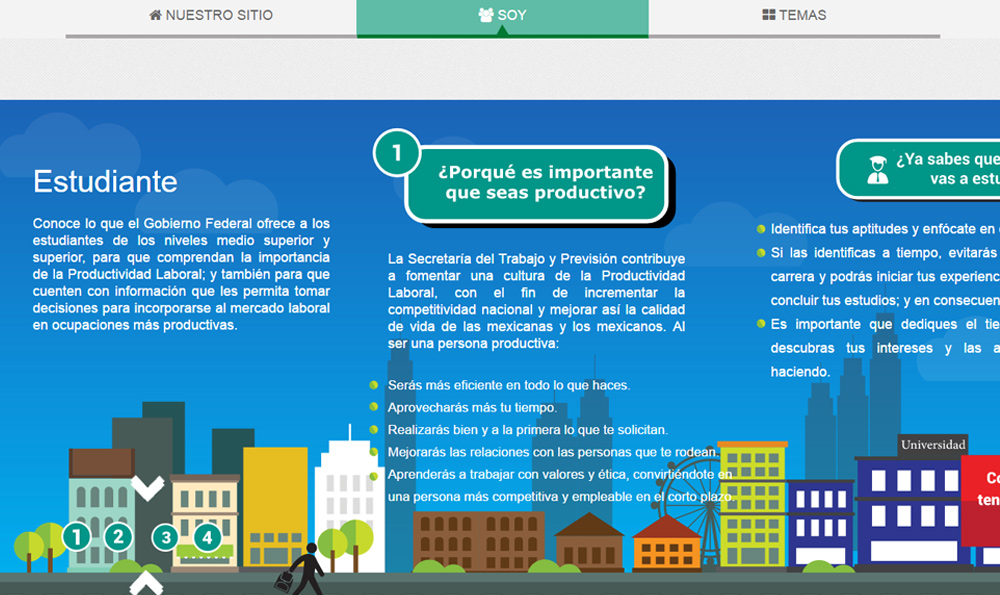 NUESTRO SITIO
SOY
TEMAS
Estudiante
Conoce lo que el Gobierno Federal ofrece a los
estudiantes de los niveles medio superior y
superior, para que comprendan la importancia
de la Productividad Laboral; y también para que
cuenten con información que les permita tomar
decisiones para incorporarse al mercado laboral
en ocupaciones más productivas.
1
¿Porqué es importante
que seas productivo?
La Secretaría del Trabajo y Previsión contribuye
a fomentar una cultura de la Productividad
Laboral, con el fin de incrementar la
competitividad nacional y mejorar así la calidad
de vida de las mexicanas y los mexicanos. Al
ser una persona productiva:
Serás más eficiente en todo lo que haces.
Aprovecharás más tu tiempo.
Realizarás bien y a la primera lo que te solicitan.
Mejorarás las relaciones con las personas que te rodean.
Aprenderás a trabajar con valores y ética, convirtiéndote en
una persona más competitiva y empleable en el corto plazo.
¿Ya sabes que
vas a estu
Identifica tus aptitudes y enfócate en
Si las identificas a tiempo, evitarás
carrera y podrás iniciar tus experienc
concluir tus estudios; y en consecuen
Es importante que dediques el tie
descubras tus intereses y las a
haciendo.
Universidad
Co
ten
1 2 3 4